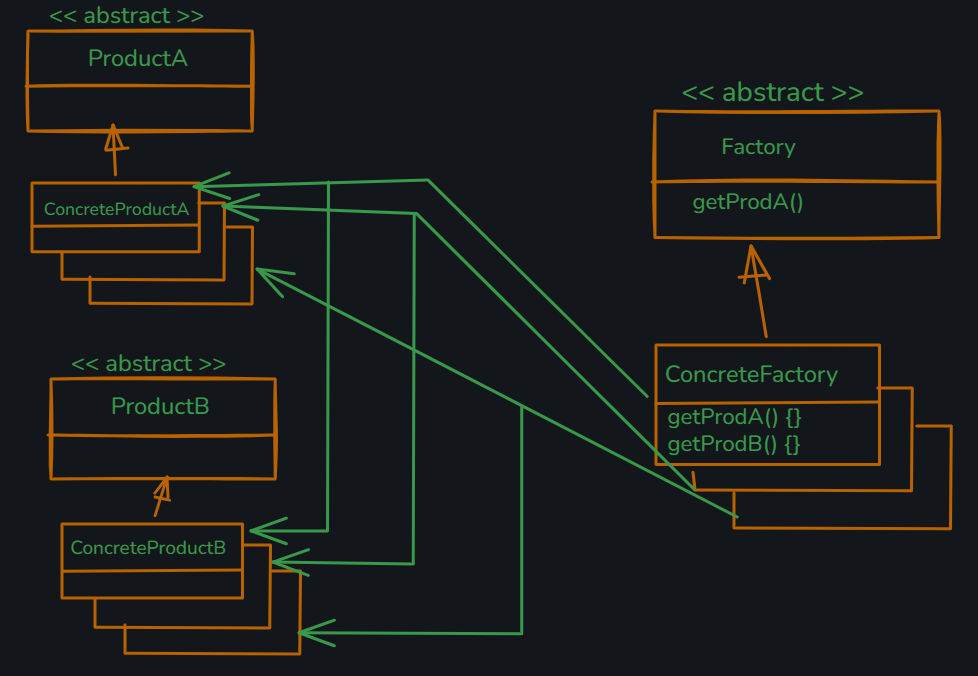 << abstract >>
ProductA
ConcreteProductA
<< abstract >>
ProductB
ConcreteProductB
<< abstract >>
Factory
getProdA()
ConcreteFactory
getProdA() {}
getProdB() {}